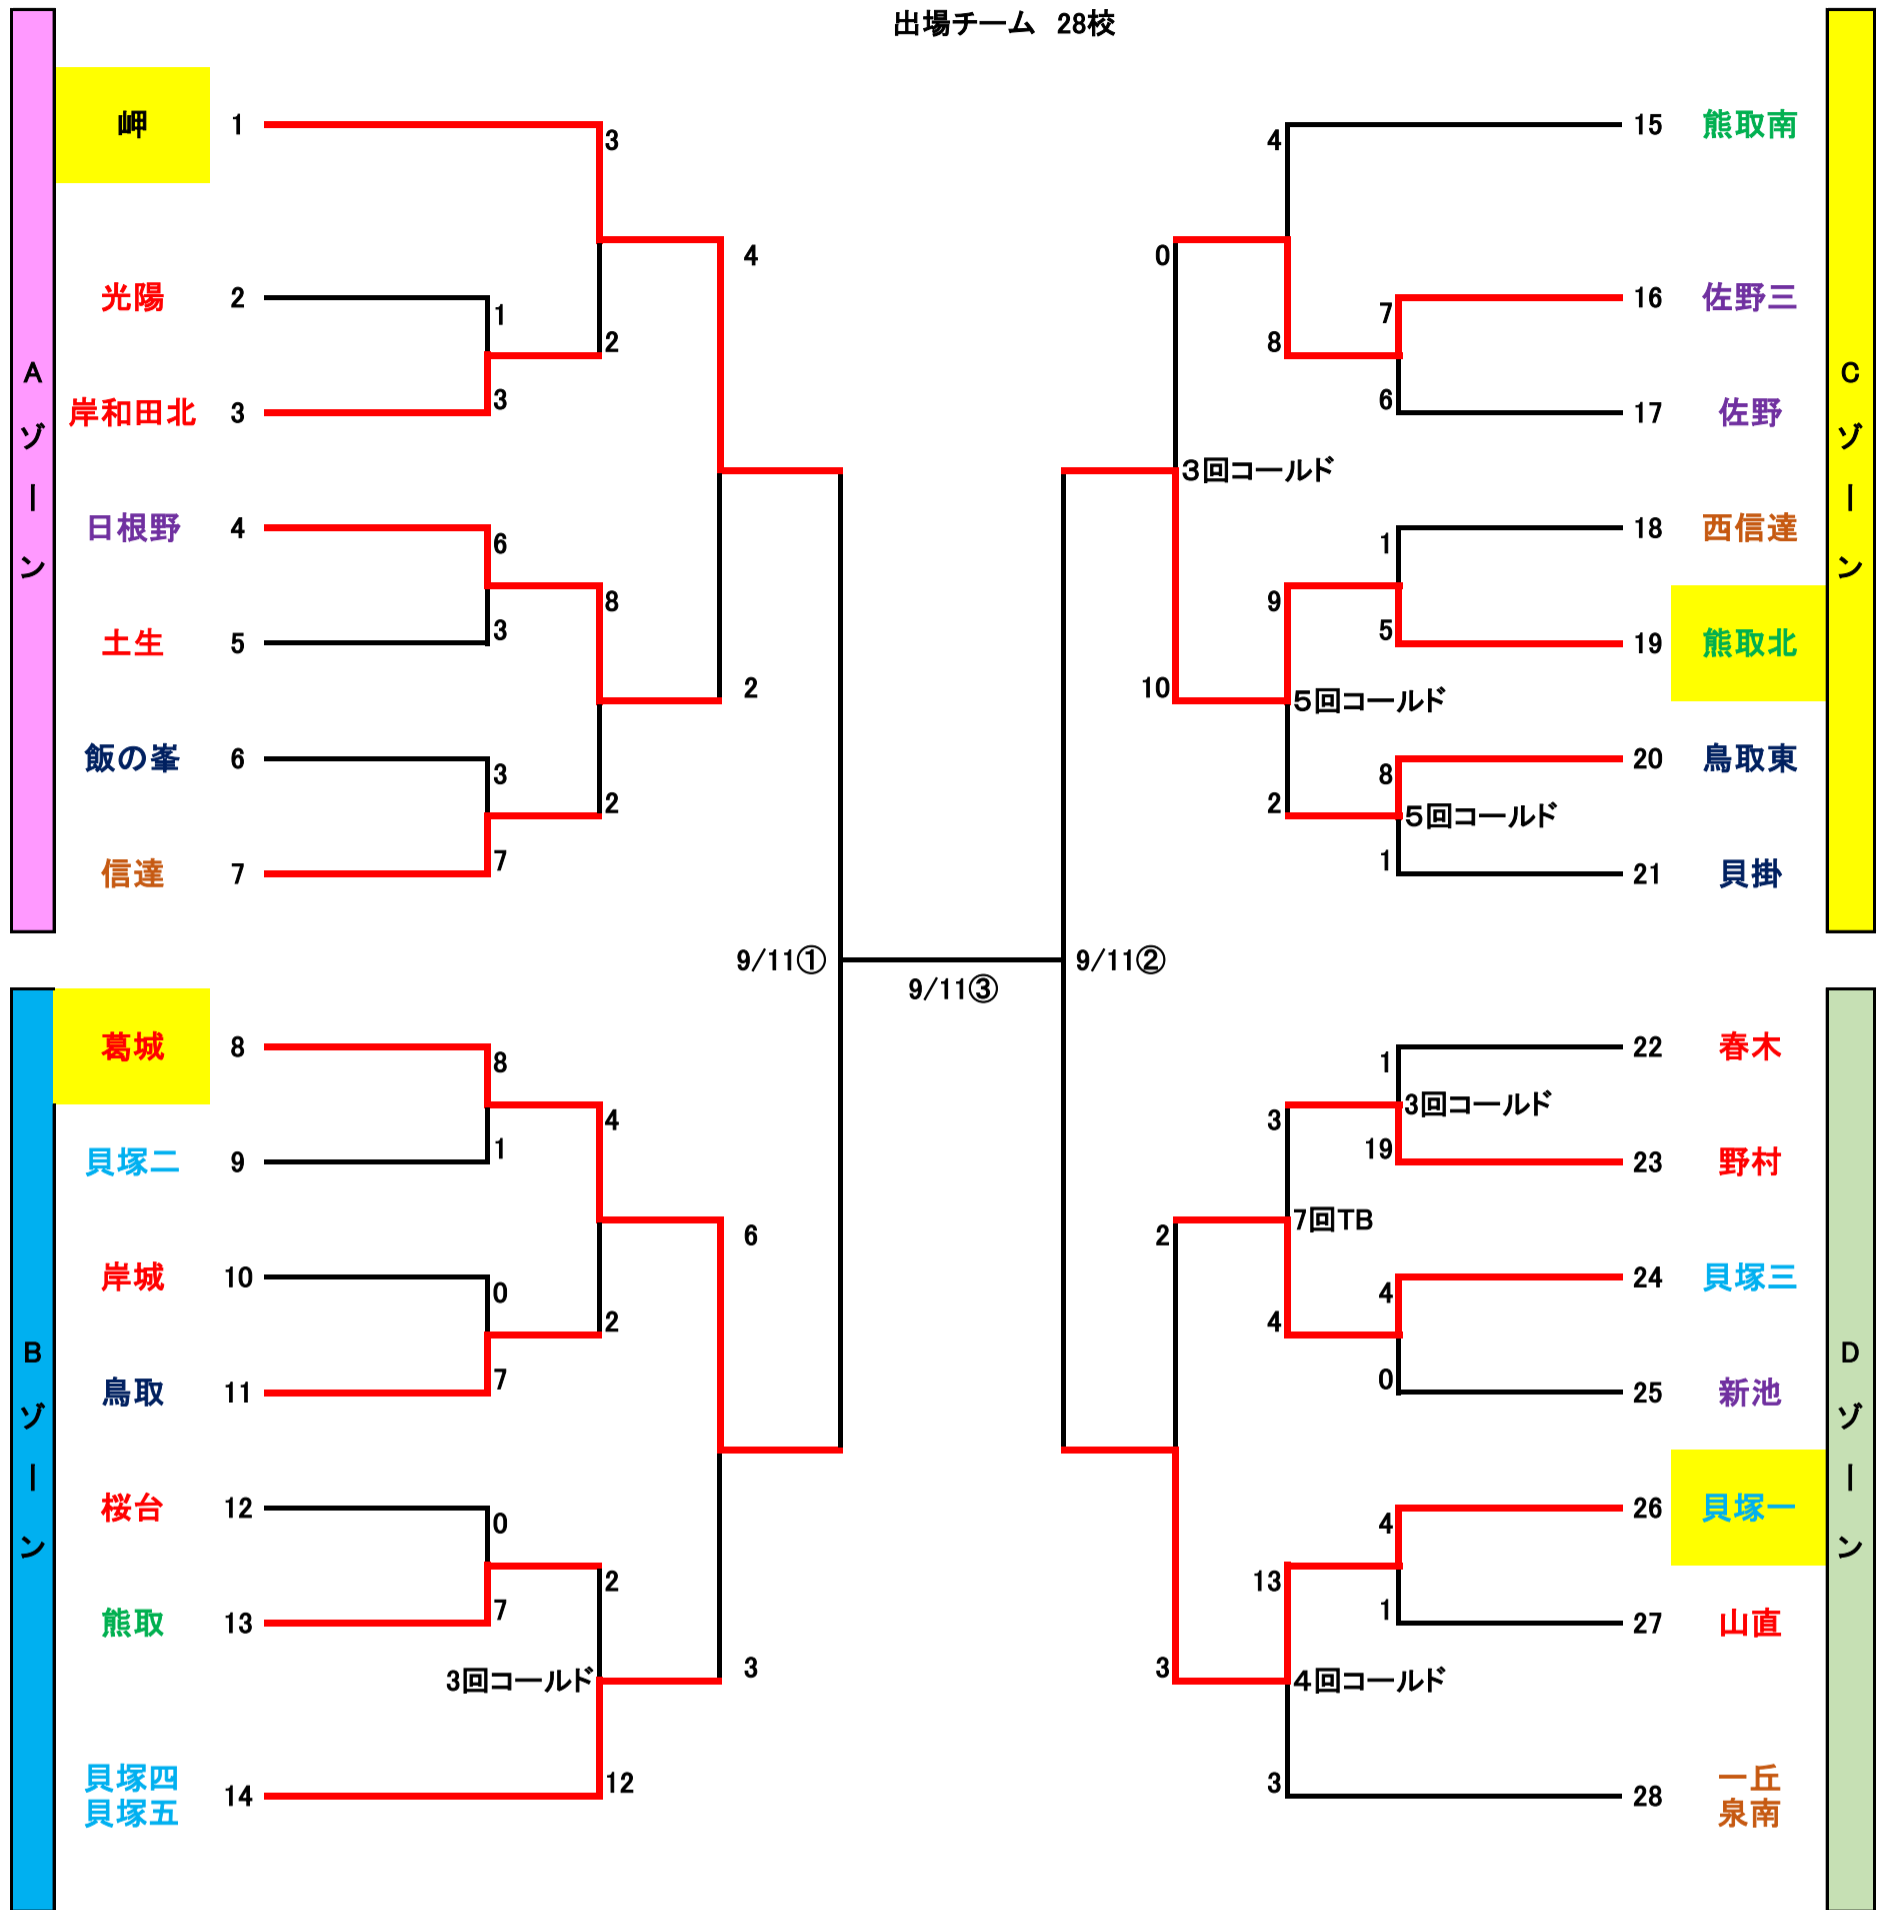 出場チーム 28校
Aゾーン
岬 1
3
光陽 2
1
岸和田北 3
3
2
4
日根野 4
6
土生 5
3
8
2
飯の峯 6
3
信達 7
7
2
Bゾーン
葛城 8
8
貝塚二 9
1
4
岸城 10
0
鳥取 11
7
2
6
桜台 12
0
熊取 13
7
2
3回コールド
3
貝塚四
貝塚五
14
12
9/11①
9/11③
9/11②
Cゾーン
4
15 熊取南
0
7
16 佐野三
8
6
17 佐野
3回コールド
1
18 西信達
9
5
19 熊取北
10
5回コールド
8
20 鳥取東
2
5回コールド
1
21 貝掛
Dゾーン
1
22 春木
3
3回コールド
19
23 野村
2
7回TB
4
24 貝塚三
4
0
25 新池
4
26 貝塚一
13
1
27 山直
3
4回コールド
3
28
一丘
泉南